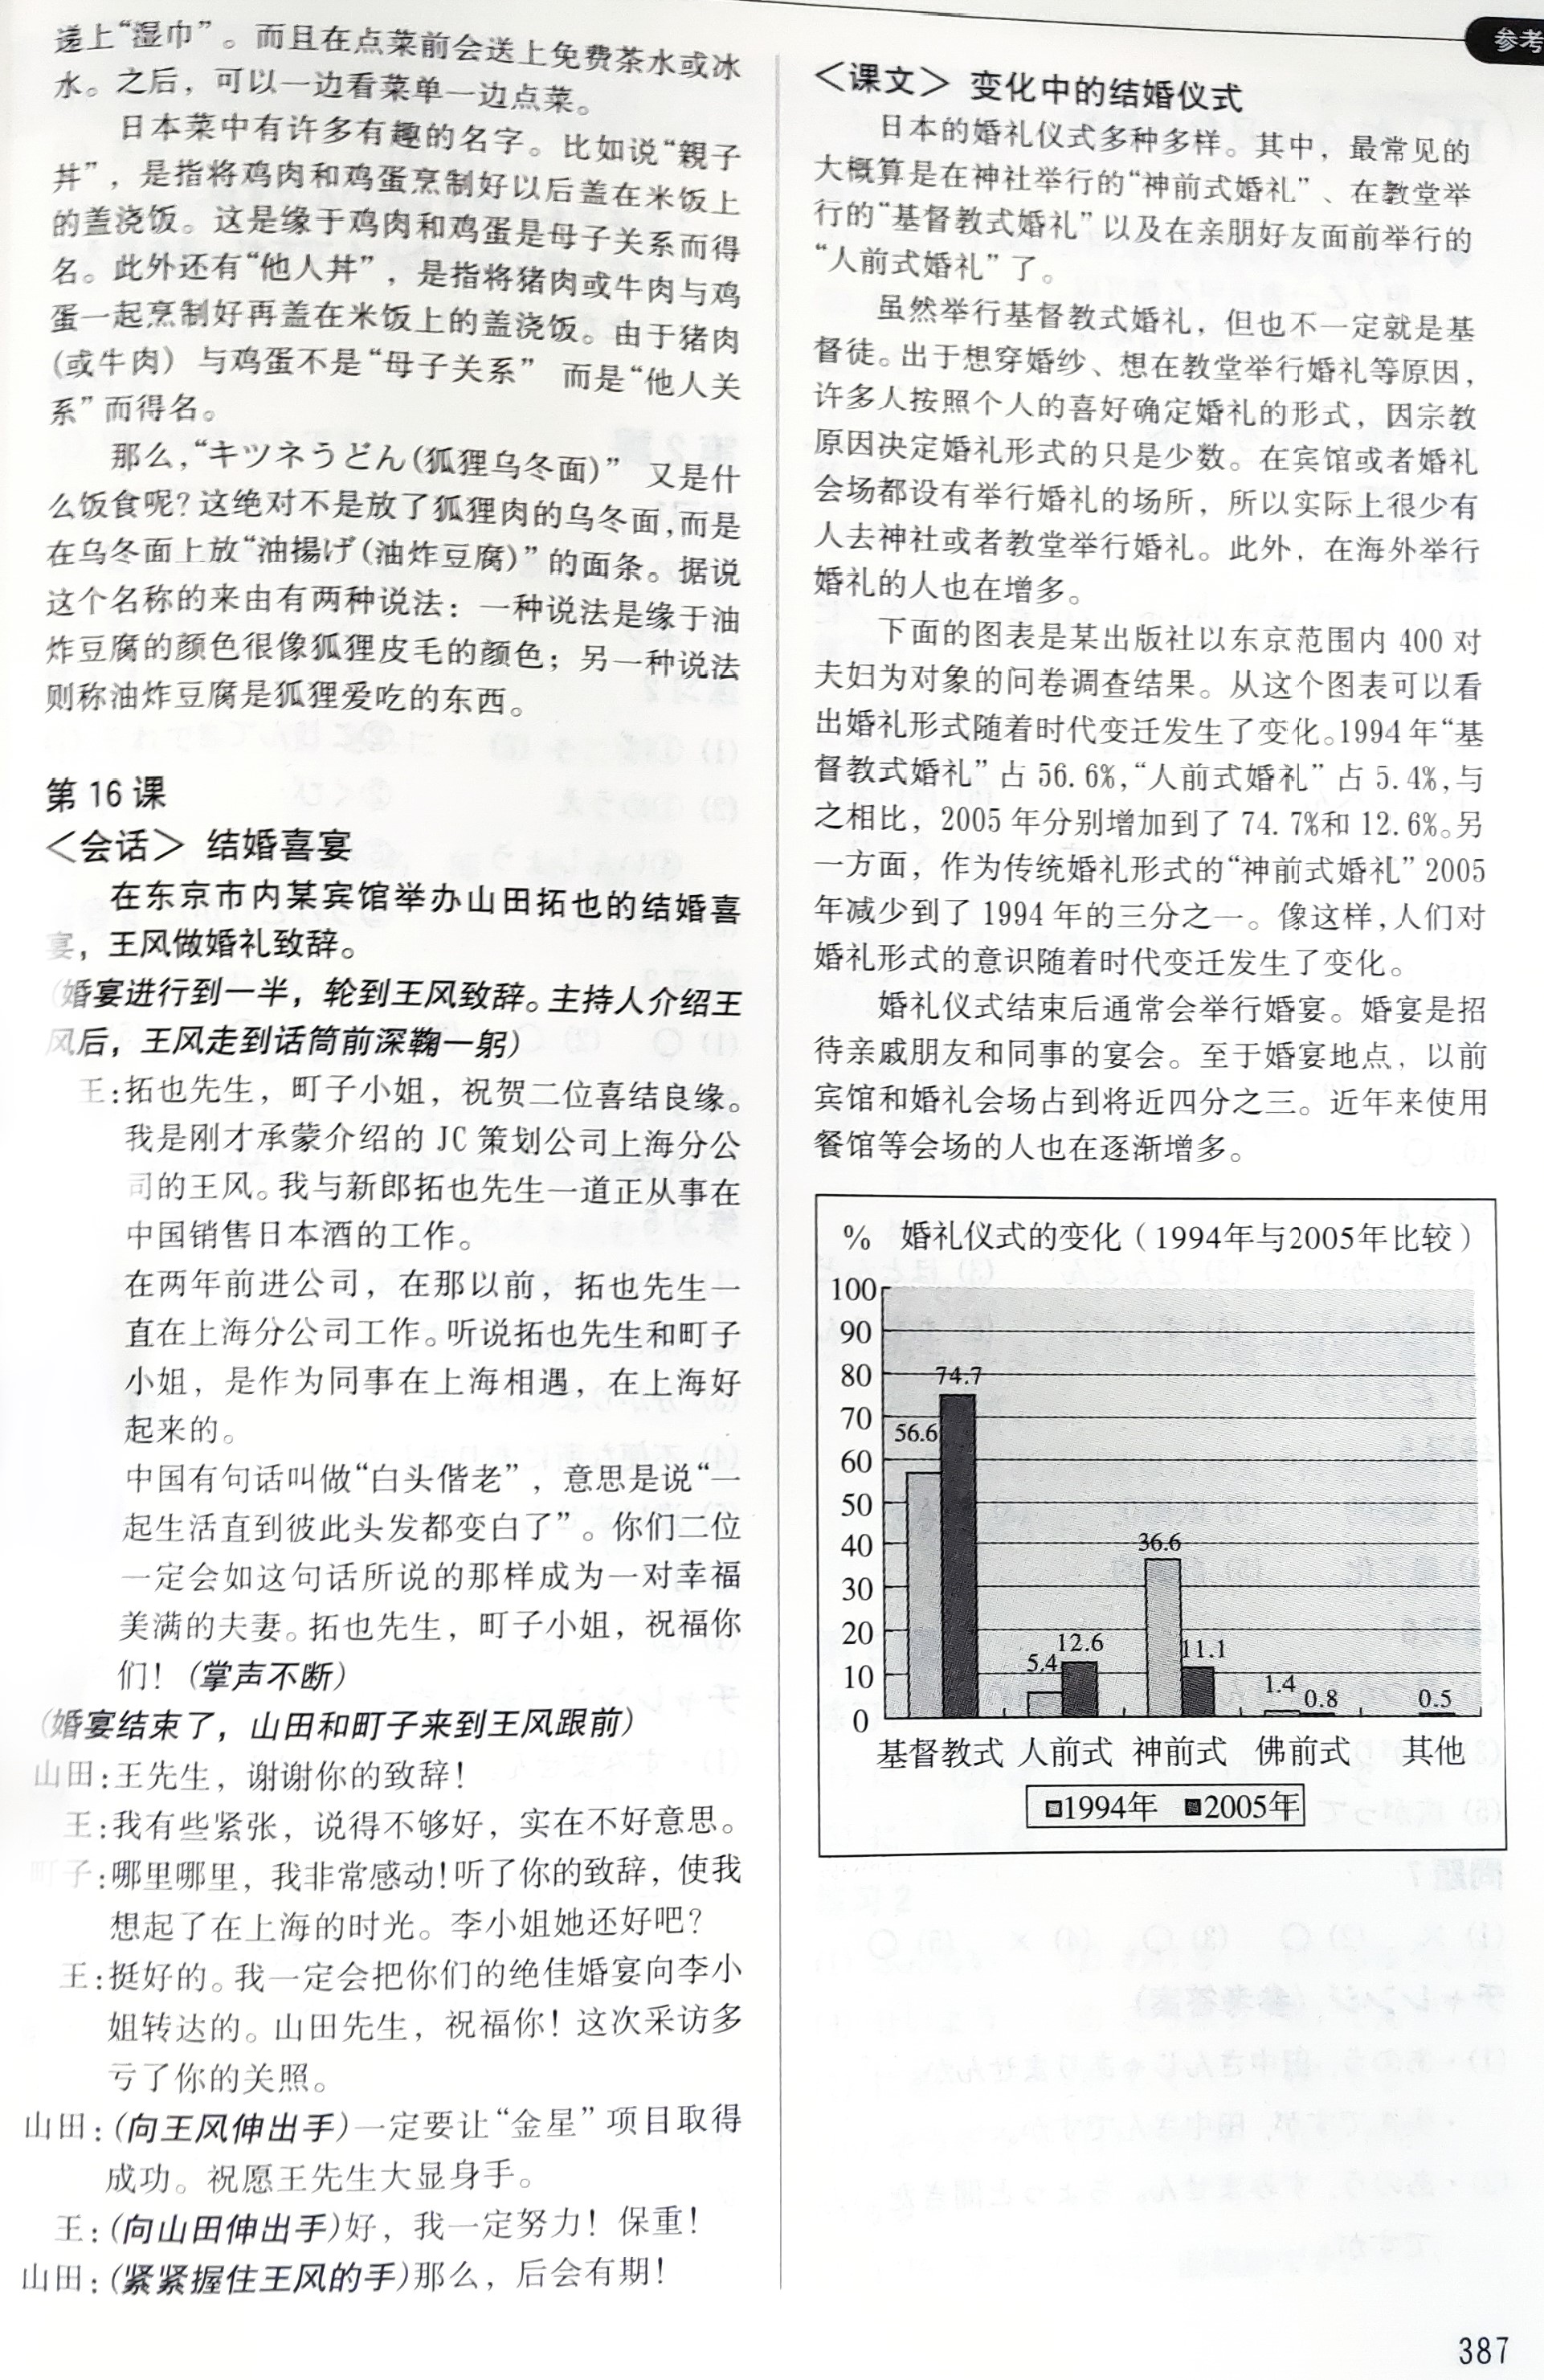 送上“湿巾”。而且在点菜前会送上免费茶水或冰
水。之后，可以一边看菜单一边点菜。
日本菜中有许多有趣的名字。比如说“親子
丼”，是指将鸡肉和鸡蛋烹制好以后盖在米饭上
的盖浇饭。这是缘于鸡肉和鸡蛋是母子关系而得
名。此外还有“他人丼”，是指将猪肉或牛肉与鸡
蛋一起烹制好再盖在米饭上的盖浇饭。由于猪肉
(或牛肉）与鸡蛋不是“母子关系” 而是“他人关
系”而得名。
那么，“キツネうどん(狐狸乌冬面)” 又是什
么饭食呢？这绝对不是放了狐狸肉的乌冬面，而是
在乌冬面上放“油揚げ(油炸豆腐)”的面条。据说
这个名称的来由有两种说法：一种说法是缘于油
炸豆腐的颜色很像狐狸皮毛的颜色；另一种说法
则称油炸豆腐是狐狸爱吃的东西。
第 16 课
＜会话＞ 结婚喜宴
在东京市内某宾馆举办山田拓也的结婚喜
宴，王风做婚礼致辞。
(婚宴进行到一半，轮到王风致辞。主持人介绍王
风后，王风走到话筒前深鞠一躬)
王：拓也先生，町子小姐，祝贺二位喜结良缘。
我是刚才承蒙介绍的 JC 策划公司上海分公
司的王风。我与新郎拓也先生一道正从事在
中国销售日本酒的工作。
在两年前进公司，在那以前，拓也先生一
直在上海分公司工作。听说拓也先生和町子
小姐，是作为同事在上海相遇，在上海好
起来的。
中国有句话叫做“白头偕老”，意思是说“一
起生活直到彼此头发都变白了”。你们二位
一定会如这句话所说的那样成为一对幸福
美满的夫妻。拓也先生，町子小姐，祝福你
们！(掌声不断)
(婚宴结束了，山田和町子来到王风跟前)
山田：王先生，谢谢你的致辞！
王：我有些紧张，说得不够好，实在不好意思。
町子：哪里哪里，我非常感动！听了你的致辞，使我
想起了在上海的时光。李小姐她还好吧？
王：挺好的。我一定会把你们的绝佳婚宴向李小
姐转达的。山田先生，祝福你！这次采访多
亏了你的关照。
山田：(向王风伸出手)一定要让“金星”项目取得
成功。祝愿王先生大显身手。
王：(向山田伸出手)好，我一定努力！保重！
山田：(紧紧握住王风的手)那么，后会有期！
参考
＜课文＞ 变化中的结婚仪式
日本的婚礼仪式多种多样。其中，最常见的
大概算是在神社举行的“神前式婚礼”、在教堂举
行的“基督教式婚礼”以及在亲朋好友面前举行的
“人前式婚礼”了。
虽然举行基督教式婚礼，但也不一定就是基
督徒。出于想穿婚纱、想在教堂举行婚礼等原因，
许多人按照个人的喜好确定婚礼的形式，因宗教
原因决定婚礼形式的只是少数。在宾馆或者婚礼
会场都设有举行婚礼的场所，所以实际上很少有
人去神社或者教堂举行婚礼。此外，在海外举行
婚礼的人也在增多。
下面的图表是某出版社以东京范围内 400 对
夫妇为对象的问卷调查结果。从这个图表可以看
出婚礼形式随着时代变迁发生了变化。1994 年“基
督教式婚礼”占 56.6%，“人前式婚礼”占 5.4%，与
之相比，2005 年分别增加到了 74.7%和 12.6%。另
一方面，作为传统婚礼形式的“神前式婚礼”2005
年减少到了 1994 年的三分之一。像这样，人们对
婚礼形式的意识随着时代变迁发生了变化。
婚礼仪式结束后通常会举行婚宴。婚宴是招
待亲戚朋友和同事的宴会。至于婚宴地点，以前
宾馆和婚礼会场占到将近四分之三。近年来使用
餐馆等会场的人也在逐渐增多。
% 婚礼仪式的变化（1994年与2005年比较）
100
90
80
70
60
50
40
30
20
10
0
56.6
74.7
5.4
12.6
36.6
11.1
1.4
0.8
0.5
基督教式 人前式 神前式 佛前式 其他
1994年 2005年
387